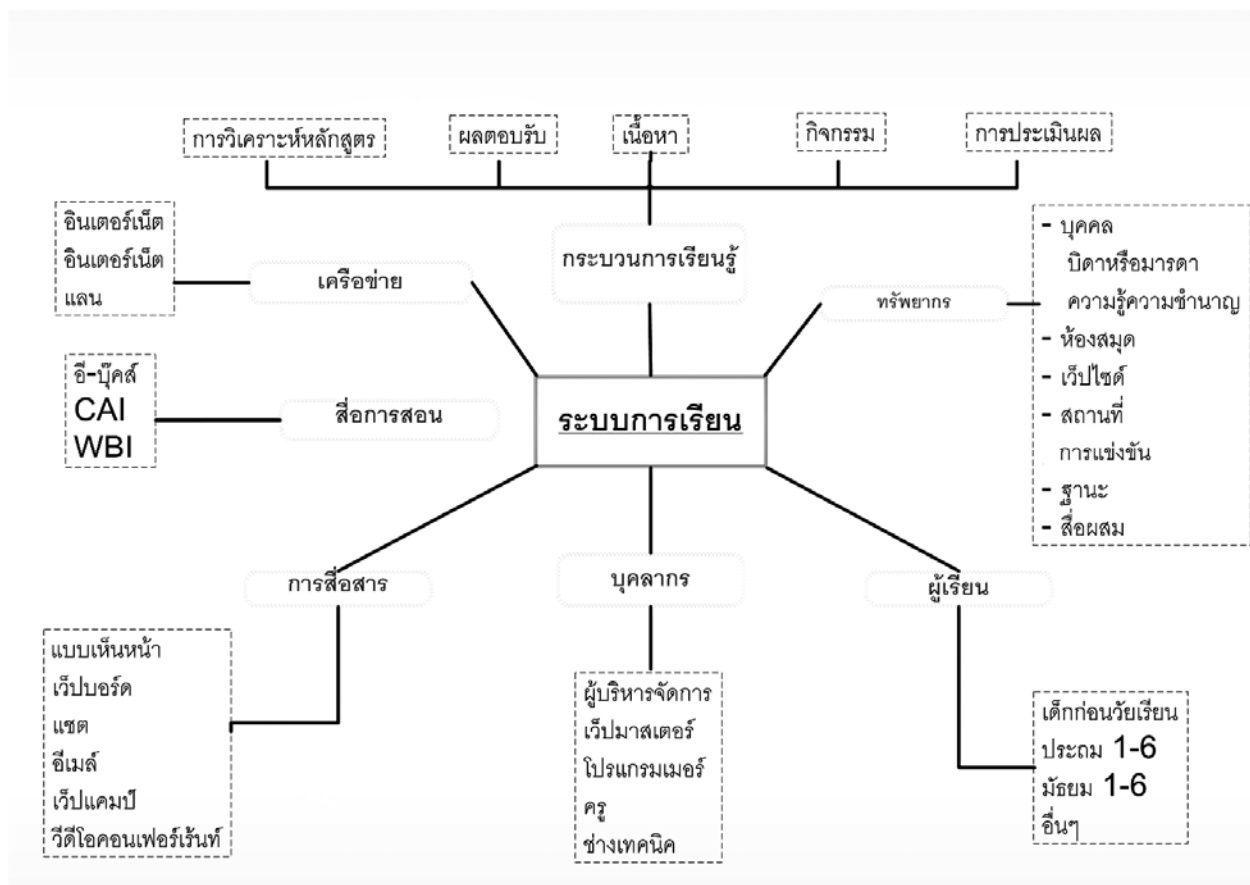 การวิเคราะห์หลักสูตร
ผลตอบรับ
เนื้อหา
กิจกรรม
การประเมินผล
อินเตอร์เน็ต
อินเตอร์เน็ต
แลน
เครือข่าย
กระบวนการเรียนรู้
ทรัพยากร
- บุคคล
บิดาหรือมารดา
ความรู้ความชำนาญ
- ห้องสมุด
- เว็ปไซด์
- สถานที่
การแข่งขัน
- ฐานะ
- สื่อผสม
อี-บุ๊คส์
CAI
WBI
สื่อการสอน
ระบบการเรียน
การสื่อสาร
บุคลากร
ผู้เรียน
แบบเห็นหน้า
เว็ปบอร์ด
แชต
อีเมล์
เว็ปแคมป์
วีดีโอคอนเฟอร์เร้นท์
ผู้บริหารจัดการ
เว็ปมาสเตอร์
โปรแกรมเมอร์
ครู
ช่างเทคนิค
เด็กก่อนวัยเรียน
ประถม 1-6
มัธยม 1-6
อื่นๆ